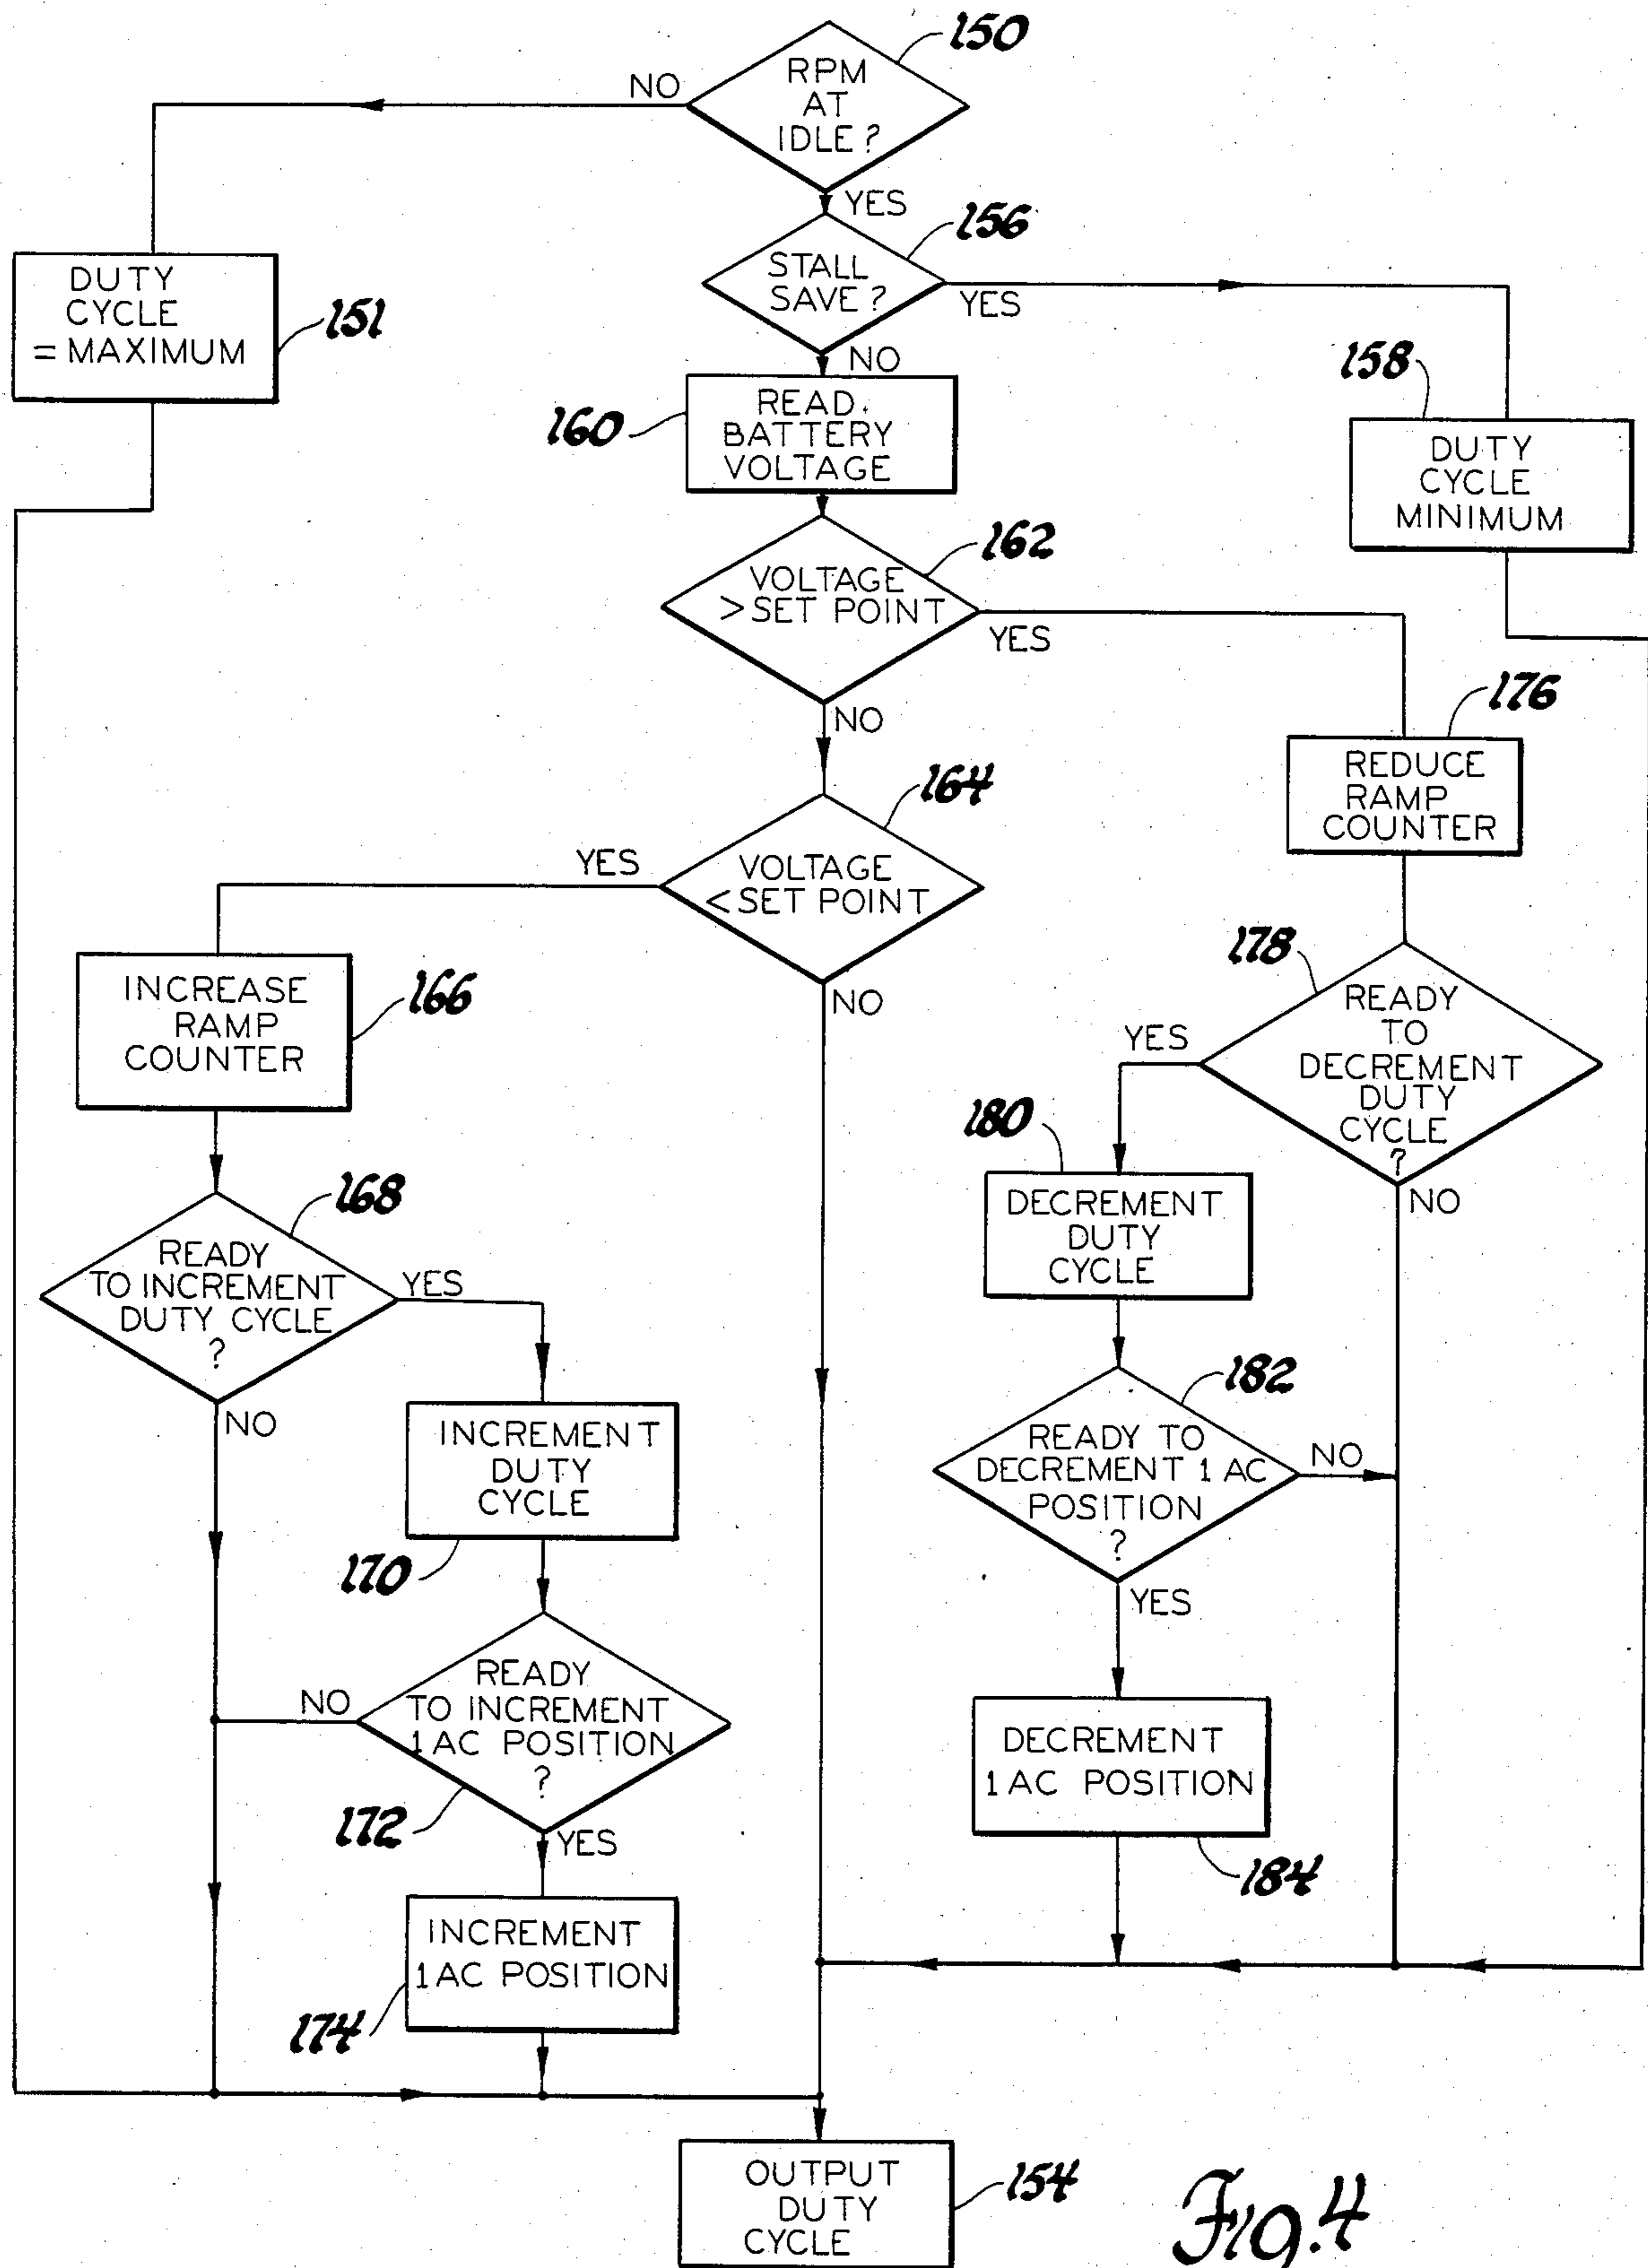 150
RPM
AT
IDLE?
NO
YES
156
STALL
SAVE?
YES
NO
DUTY
CYCLE
= MAXIMUM
151
158
DUTY
CYCLE
MINIMUM
160
READ
BATTERY
VOLTAGE
162
VOLTAGE
> SET POINT
YES
NO
176
REDUCE
RAMP
COUNTER
164
VOLTAGE
< SET POINT
YES
NO
166
INCREASE
RAMP
COUNTER
178
READY
TO
DECREMENT
DUTY
CYCLE
?
YES
NO
180
DECREMENT
DUTY
CYCLE
168
READY
TO INCREMENT
DUTY CYCLE
?
YES
NO
182
READY TO
DECREMENT 1 AC
POSITION
?
NO
YES
INCREMENT
DUTY
CYCLE
170
READY
TO INCREMENT
1 AC POSITION
?
NO
172
YES
DECREMENT
1 AC POSITION
184
INCREMENT
1 AC POSITION
174
OUTPUT
DUTY
CYCLE
154
Fig. 4